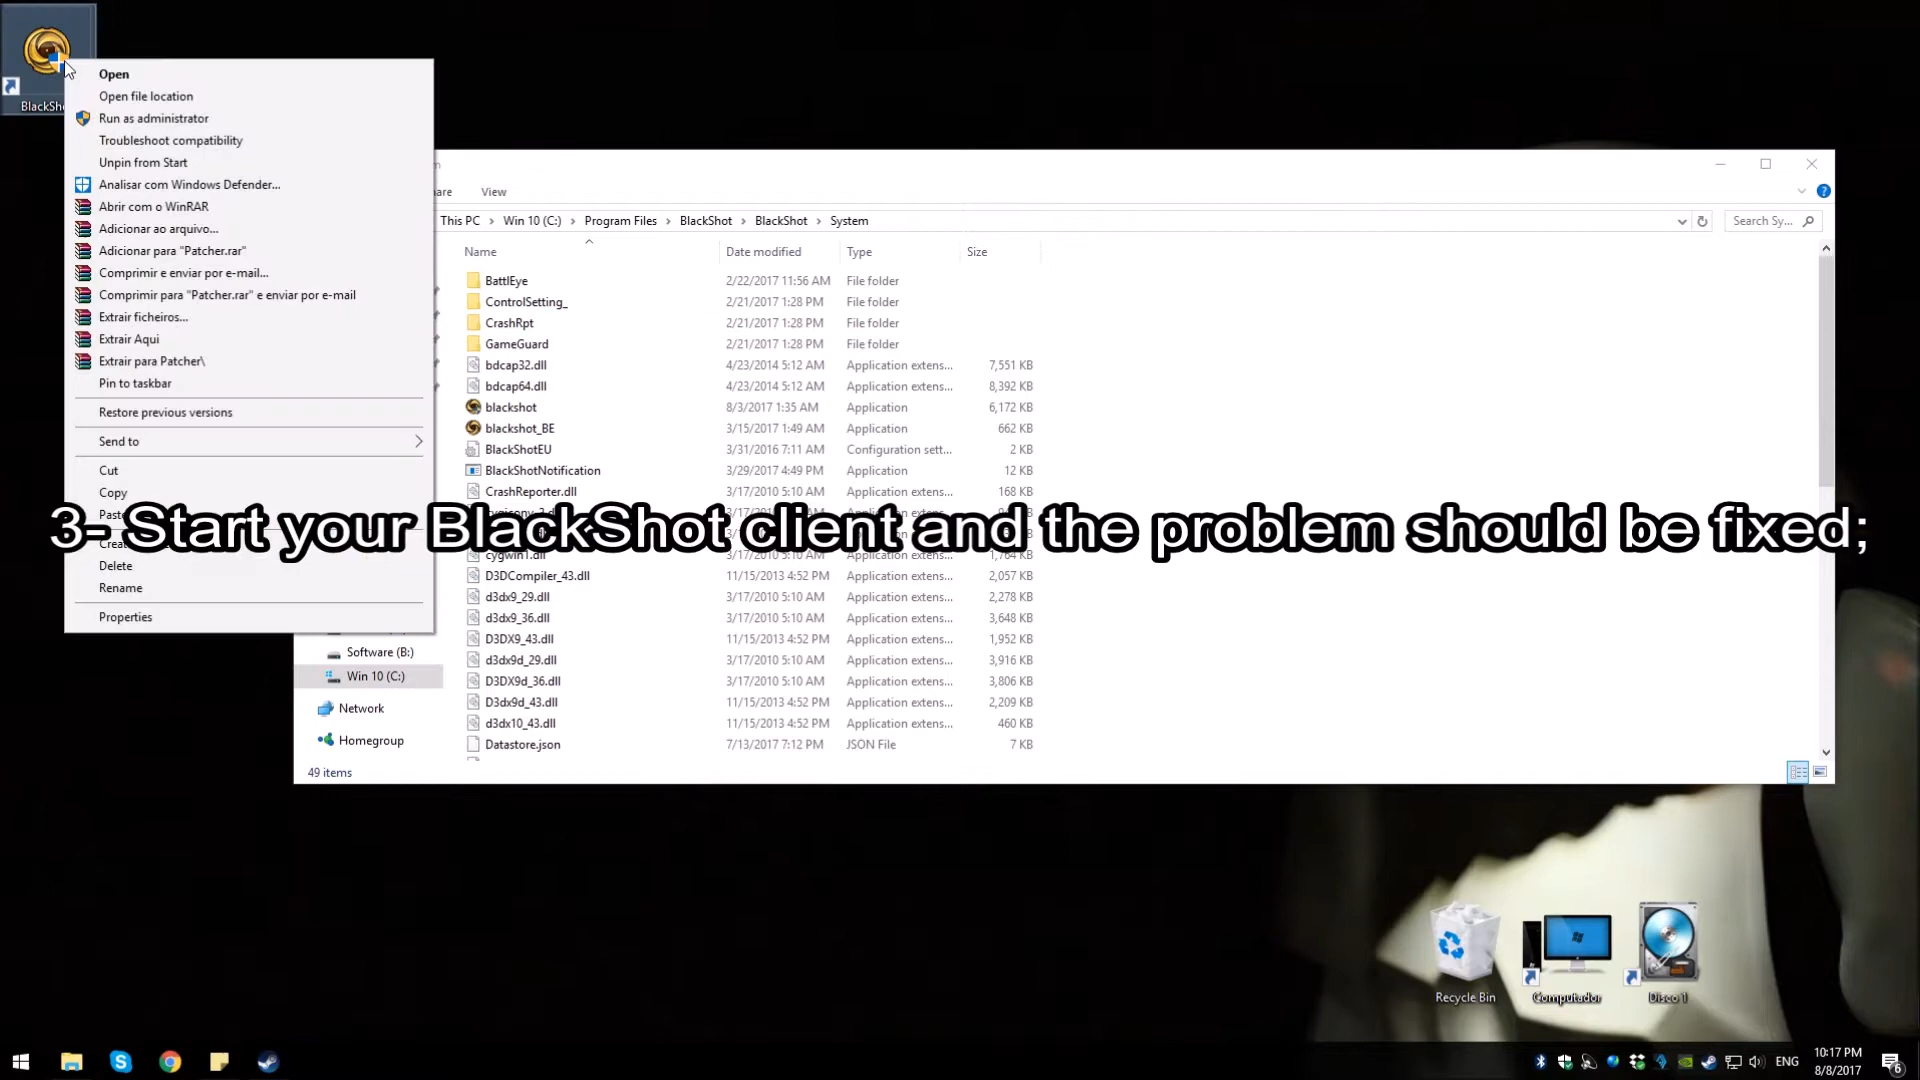 BlackSh
Open
Open file location
Run as administrator
Troubleshoot compatibility
Unpin from Start
Analisar com Windows Defender...
Abrir com o WinRAR
Adicionar ao arquivo...
Adicionar para "Patcher.rar"
Comprimir e enviar por e-mail...
Comprimir para "Patcher.rar" e enviar por e-mail
Extrair ficheiros...
Extrair Aqui
Extrair para Patcher\
Pin to taskbar
Restore previous versions
Send to
Cut
Copy
Delete
Rename
Properties
View
This PC > Win 10 (C:) > Program Files > BlackShot > BlackShot > System
Search Sy...
Name Date modified Type Size
BattlEye 2/22/2017 11:56 AM File folder
ControlSetting_ 2/21/2017 1:28 PM File folder
CrashRpt 2/21/2017 1:28 PM File folder
GameGuard 2/21/2017 1:28 PM File folder
bdcap32.dll 4/23/2014 5:12 AM Application extens... 7,551 KB
bdcap64.dll 4/23/2014 5:12 AM Application extens... 8,392 KB
blackshot 8/3/2017 1:35 AM Application 6,172 KB
blackshot_BE 3/15/2017 1:49 AM Application 662 KB
BlackShotEU 3/31/2016 7:11 AM Configuration sett... 2 KB
BlackShotNotification 3/29/2017 4:49 PM Application 12 KB
CrashReporter.dll 3/17/2010 5:10 AM Application extens... 168 KB
3- Start your BlackShot client and the problem should be fixed;
cygwin1.dll 3/17/2010 5:10 AM Application extens... 1,764 KB
D3DCompiler_43.dll 11/15/2013 4:52 PM Application extens... 2,057 KB
d3dx9_29.dll 3/17/2010 5:10 AM Application extens... 2,278 KB
d3dx9_36.dll 3/17/2010 5:10 AM Application extens... 3,648 KB
D3DX9_43.dll 11/15/2013 4:52 PM Application extens... 1,952 KB
d3dx9d_29.dll 3/17/2010 5:10 AM Application extens... 3,916 KB
D3DX9d_36.dll 3/17/2010 5:10 AM Application extens... 3,806 KB
D3dx9d_43.dll 11/15/2013 4:52 PM Application extens... 2,209 KB
d3dx10_43.dll 11/15/2013 4:52 PM Application extens... 460 KB
Datastore.json 7/13/2017 7:12 PM JSON File 7 KB
Software (B:)
Win 10 (C:)
Network
Homegroup
49 items
Recycle Bin
Computador
Disco 1
ENG
10:17 PM
8/8/2017
6